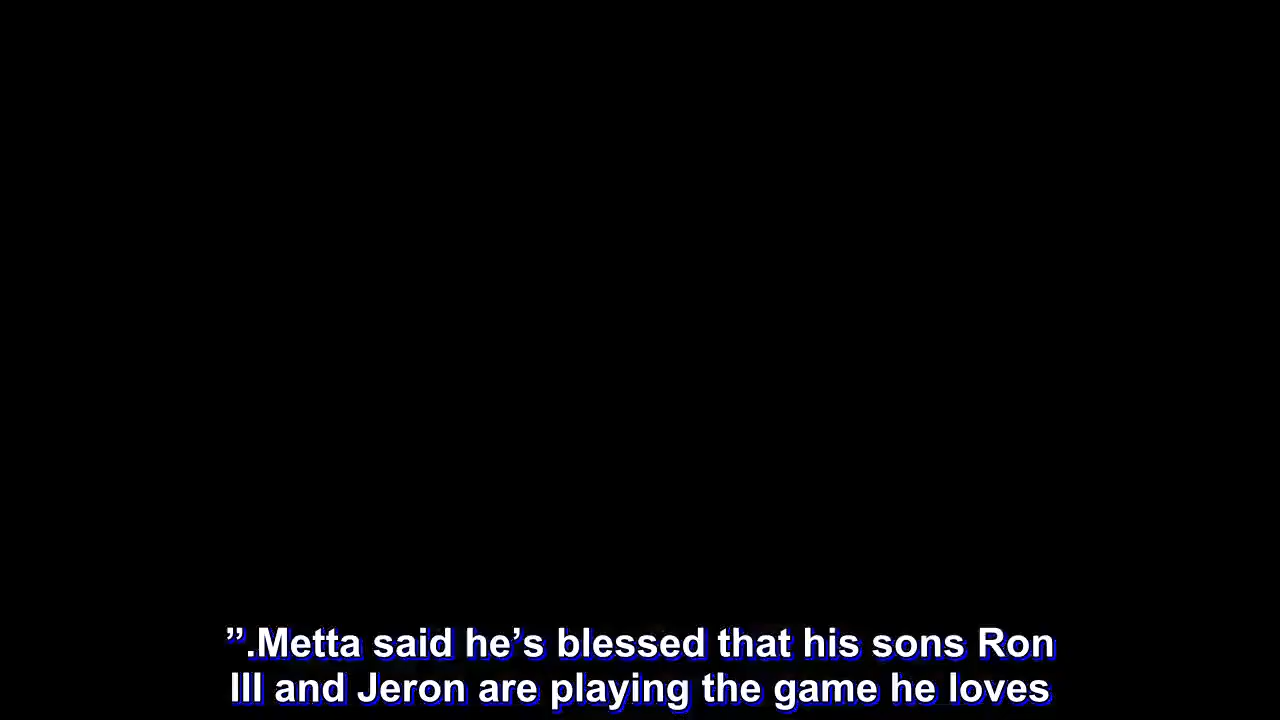 ”.Metta said he’s blessed that his sons Ron
III and Jeron are playing the game he loves